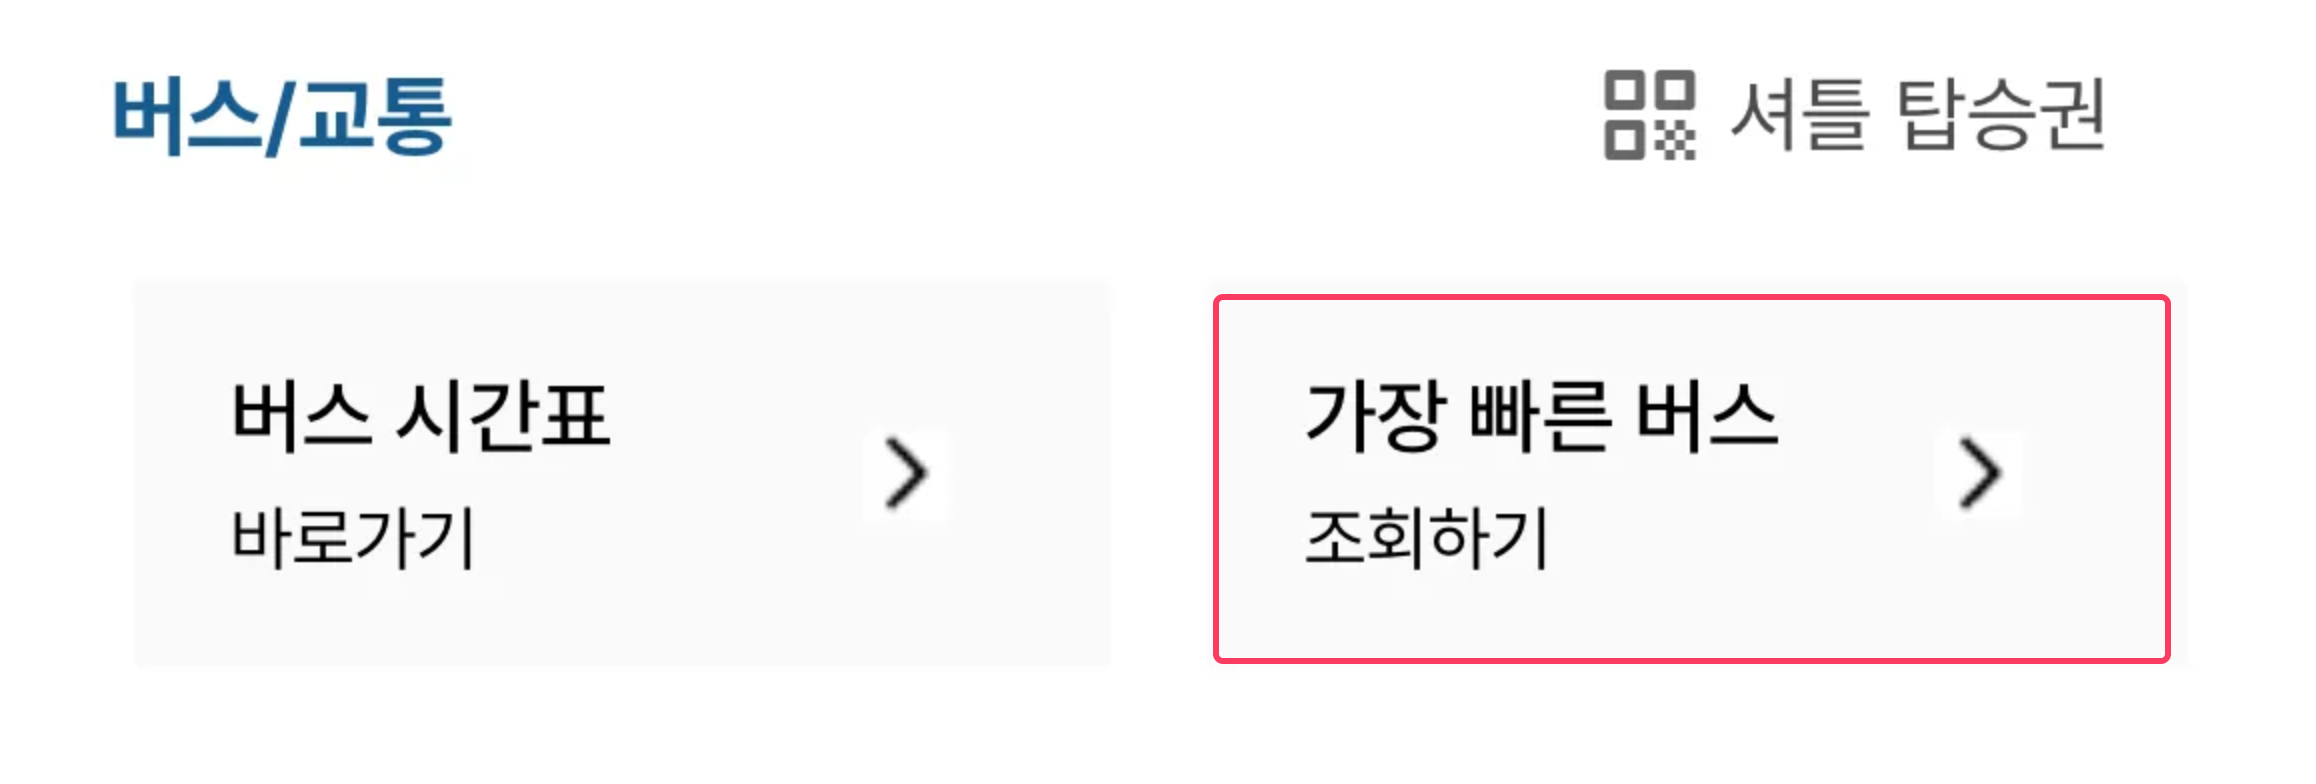 버스/교통
셔틀 탑승권
버스 시간표
바로가기
가장 빠른 버스
조회하기